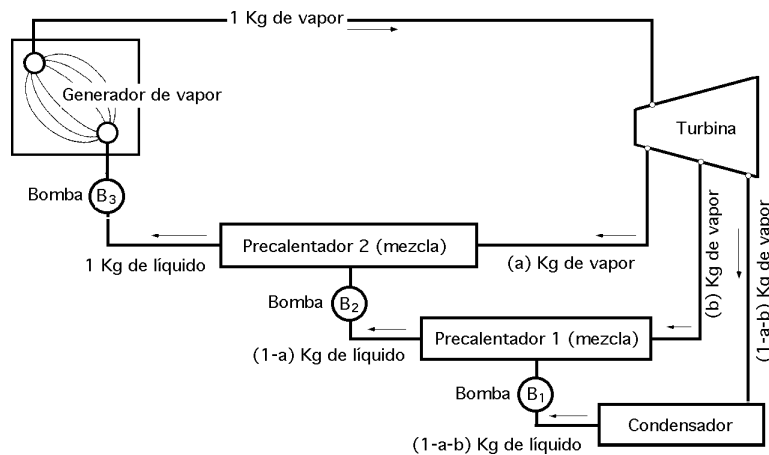 1 Kg de vapor
Generador de vapor
Turbina
Bomba
B3
Precalentador 2 (mezcla)
1 Kg de líquido
(a) Kg de vapor
(b) Kg de vapor
(1-a-b) Kg de vapor
Bomba
B2
Precalentador 1 (mezcla)
(1-a) Kg de líquido
Bomba
B1
Condensador
(1-a-b) Kg de líquido